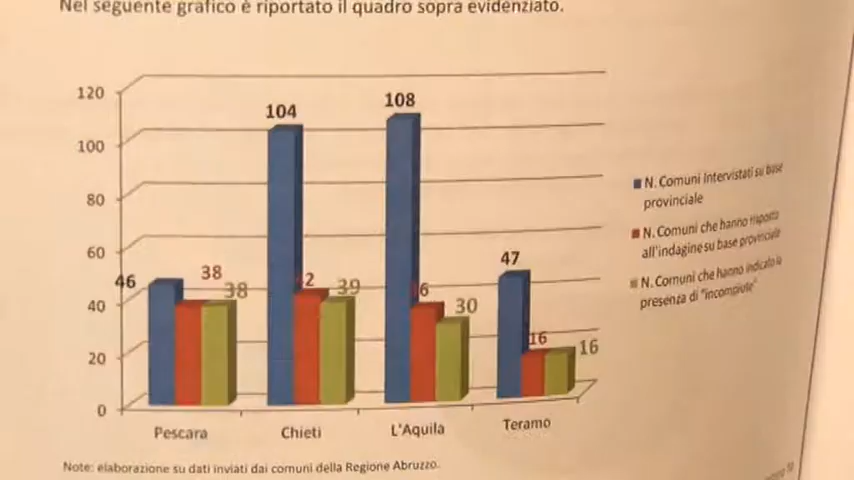 Nel seguente grafico è riportato il quadro sopra evidenziato.
120
100
80
60
40
20
0
46
38
38
104
2
39
108
6
30
47
16
16
Pescara
Chieti
L'Aquila
Teramo
N. Comuni Intervistati su base
provinciale
N. Comuni che hanno risposto
all'indagine su base provinciale
N. Comuni che hanno indicato la
presenza di "incompiute"
Note: elaborazione su dati inviati dai comuni della Regione Abruzzo.